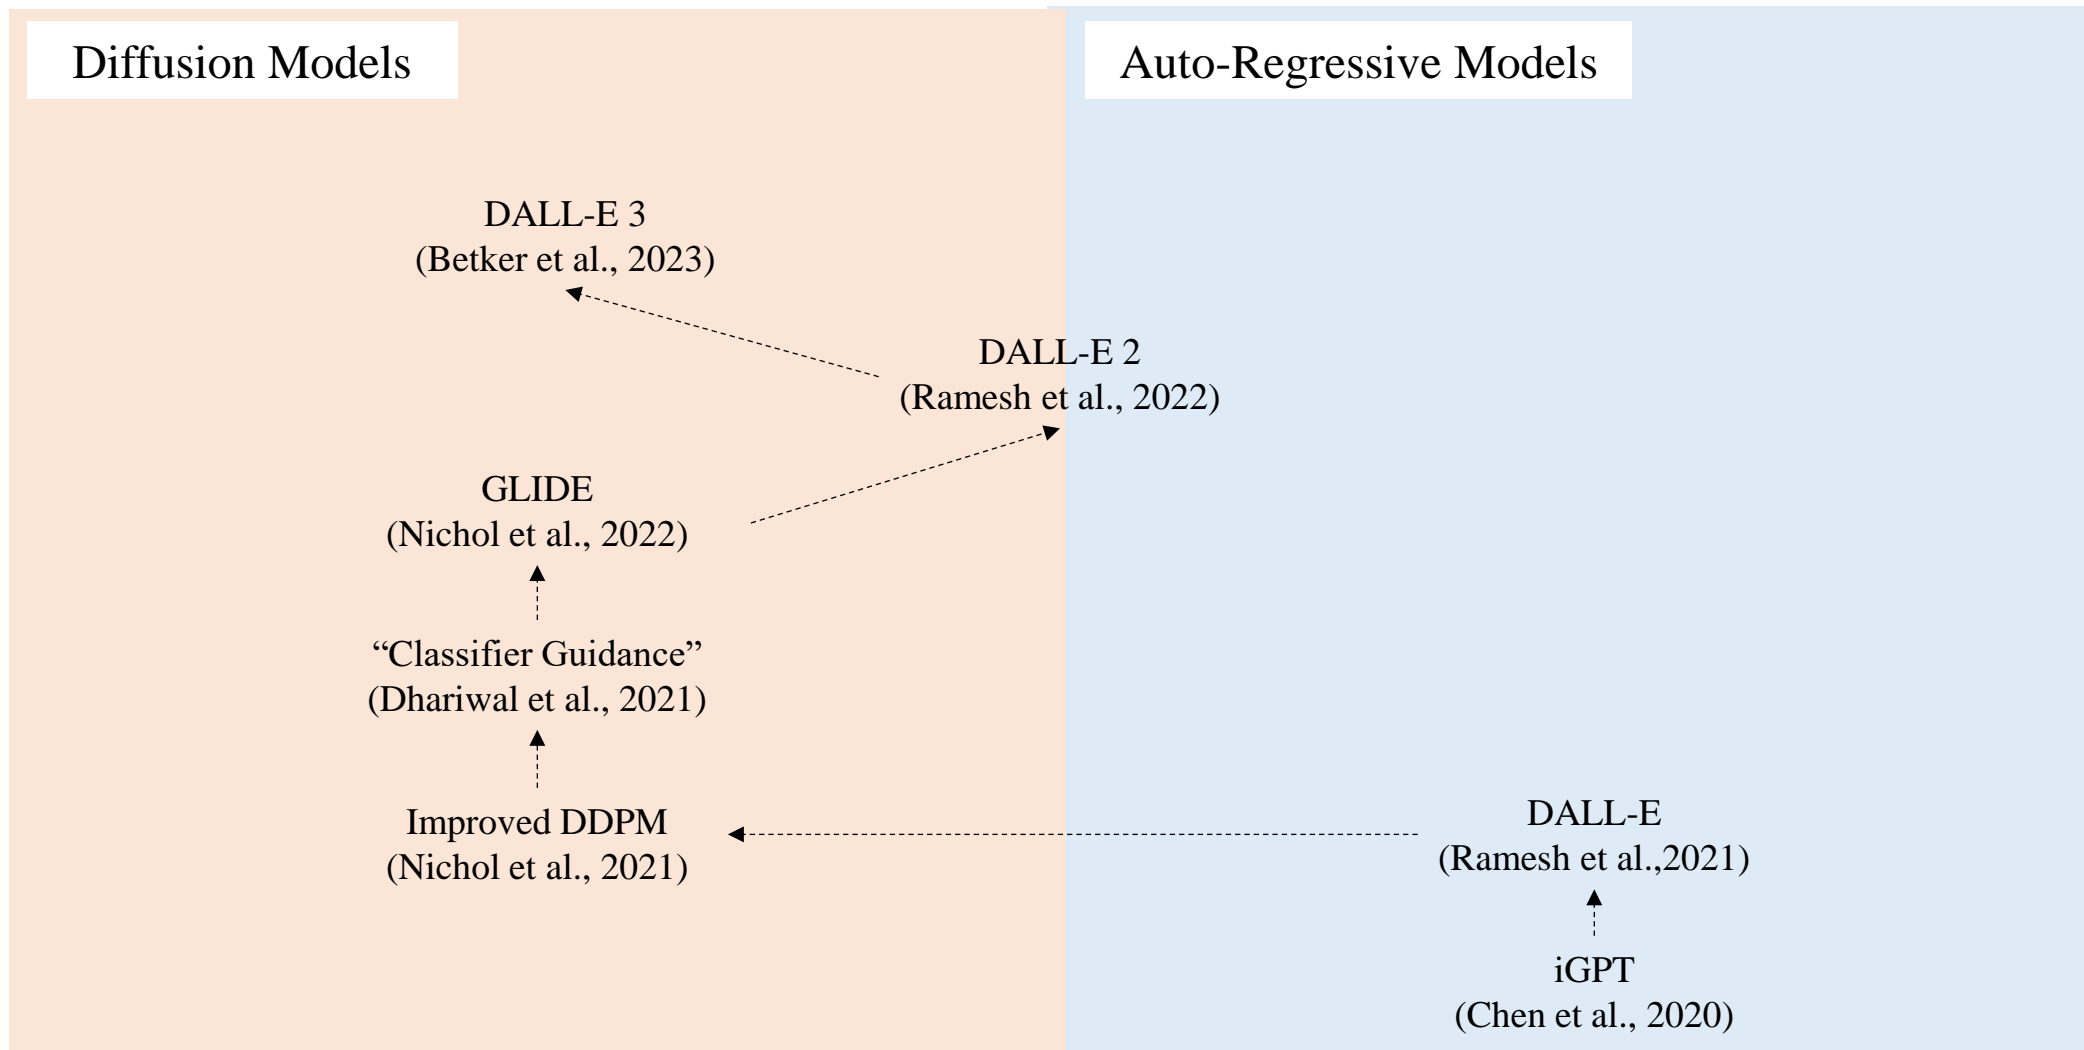 Diffusion Models
Auto-Regressive Models
DALL-E 3
(Betker et al., 2023)
DALL-E 2
(Ramesh et al., 2022)
GLIDE
(Nichol et al., 2022)
“Classifier Guidance”
(Dhariwal et al., 2021)
Improved DDPM
(Nichol et al., 2021)
DALL-E
(Ramesh et al.,2021)
iGPT
(Chen et al., 2020)